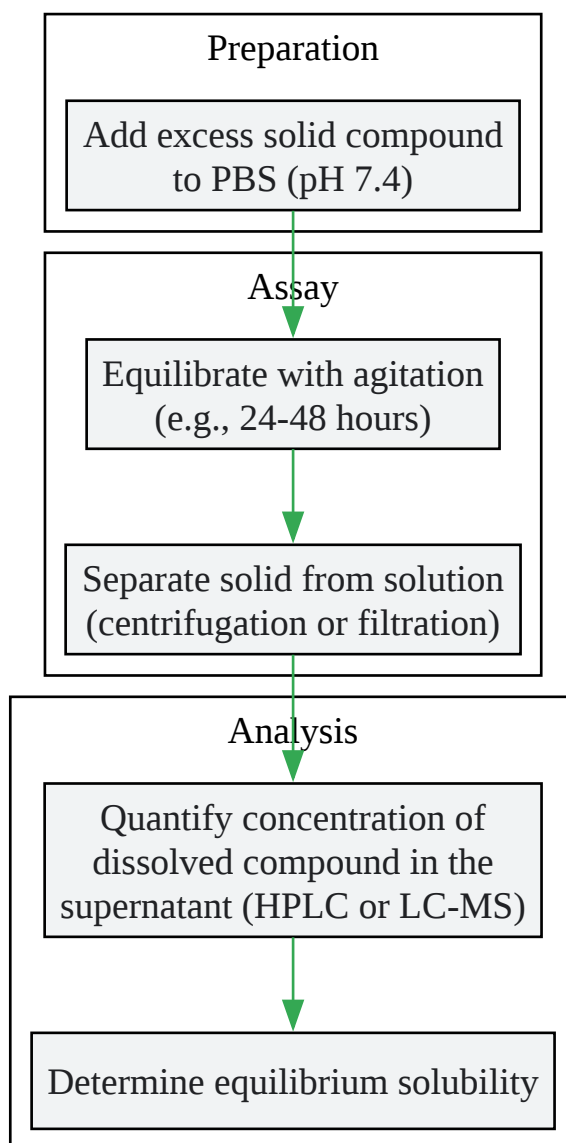 Preparation
Add excess solid compound
to PBS (pH 7.4)
Assay
Equilibrate with agitation
(e.g., 24-48 hours)
Separate solid from solution
(centrifugation or filtration)
Analysis
Quantify concentration of
dissolved compound in the
supernatant (HPLC or LC-MS)
Determine equilibrium solubility